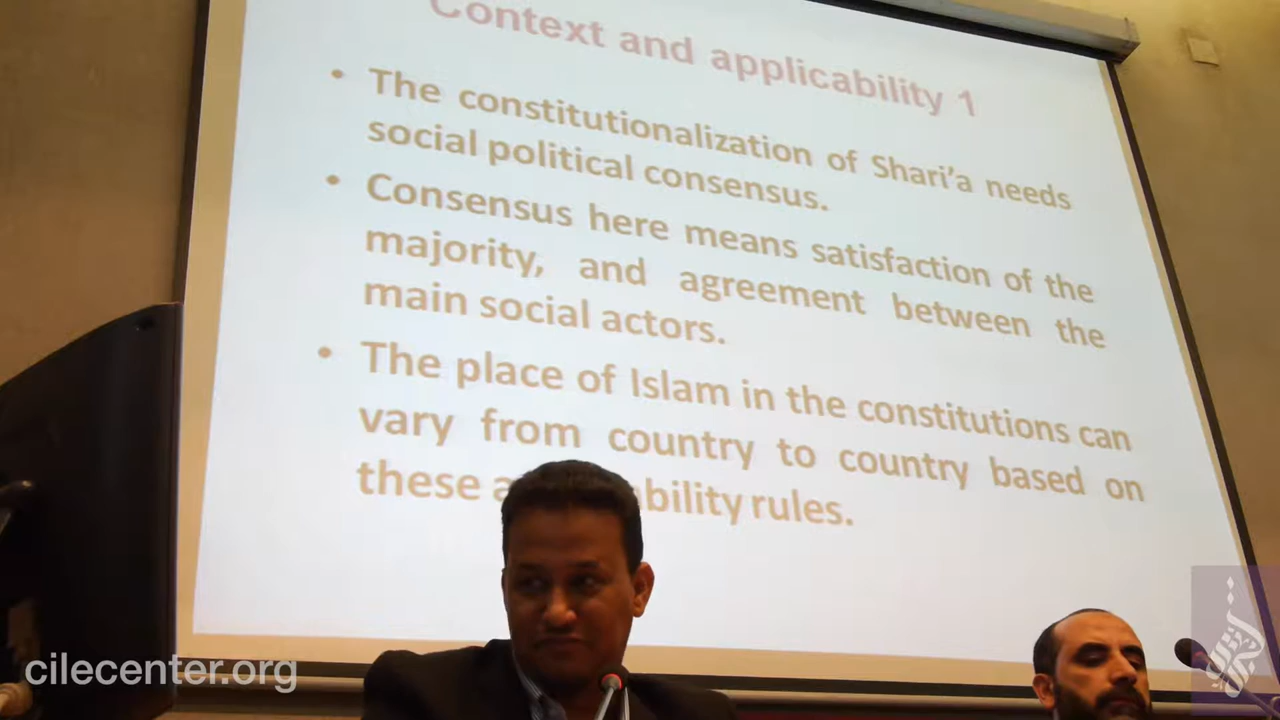 Context and applicability 1
• The constitutionalization of Shari'a needs
social political consensus.
• Consensus here means satisfaction of the
majority, and agreement between the
main social actors.
• The place of Islam in the constitutions can
vary from country to country based on
these rules.
cilecenter.org